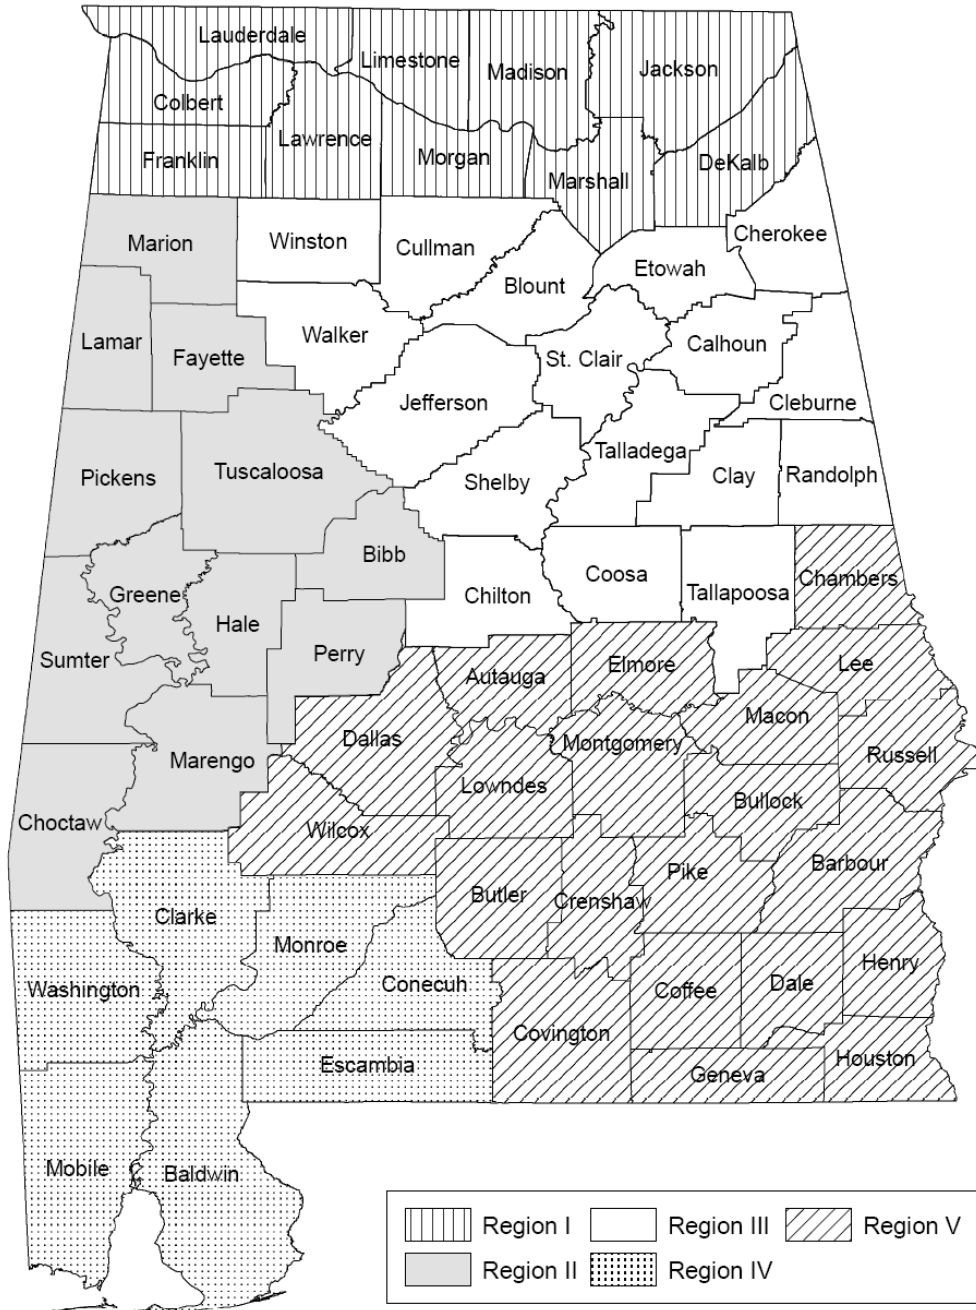 Lauderdale
Limestone
Madison
Jackson
Colbert
Lawrence
Franklin
Morgan
Marshall
DeKalb
Marion
Winston
Cullman
Cherokee
Etowah
Blount
Lamar
Walker
Fayette
St. Clair
Calhoun
Jefferson
Cleburne
Talladega
Tuscaloosa
Pickens
Shelby
Clay
Randolph
Bibb
Greene
Chilton
Coosa
Chambers
Tallapoosa
Hale
Sumter
Perry
Autauga
Elmore
Lee
Dallas
Montgomery
Macon
Marengo
Lowndes
Russell
Bullock
Choctaw
Wilcox
Barbour
Clarke
Butler
Crenshaw
Pike
Monroe
Washington
Conecuh
Coffee
Dale
Henry
Covington
Escambia
Geneva
Houston
Mobile
Baldwin
Region I Region III Region V
Region II Region IV